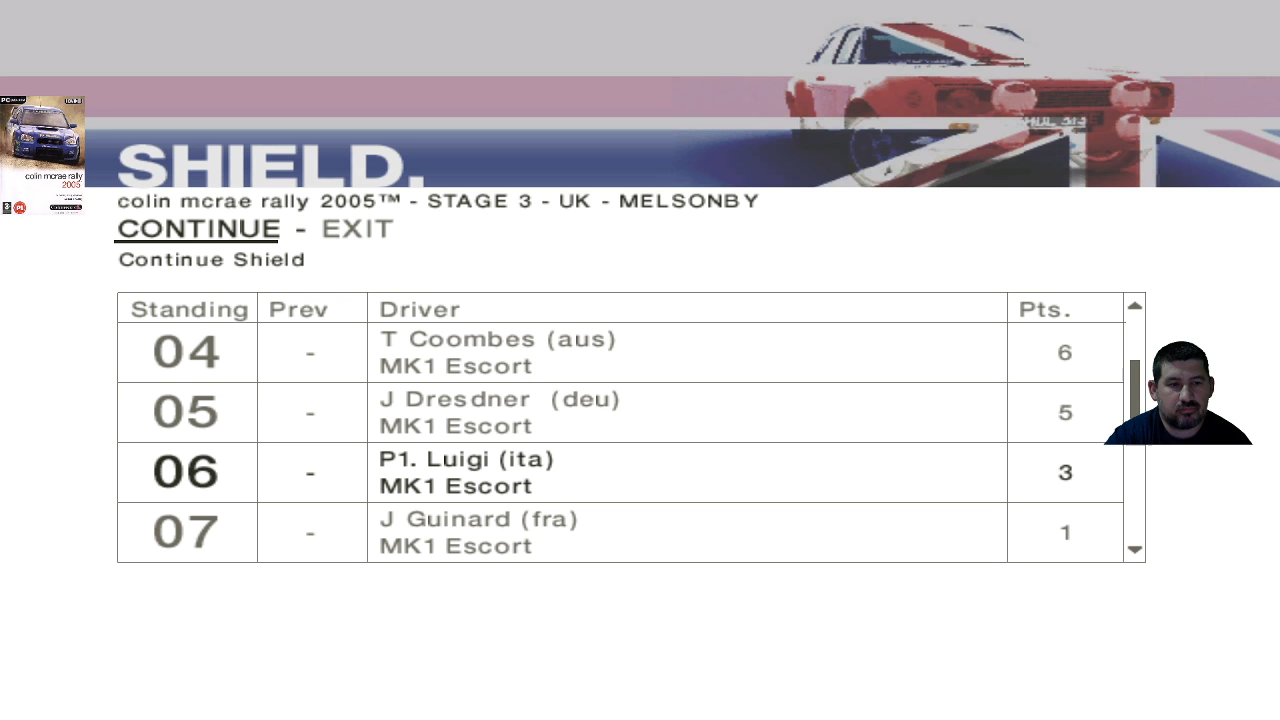 SHIELD.
colin mcrae rally 2005™ - STAGE 3 - UK - MELSONBY
CONTINUE - EXIT
Continue Shield
Standing Prev Driver Pts.
04 - T Coombes (aus) 6
MK1 Escort
05 - J Dresdner (deu) 5
MK1 Escort
06 - P1. Luigi (ita) 3
MK1 Escort
07 - J Guinard (fra) 1
MK1 Escort
PC
colin mcrae rally
2005